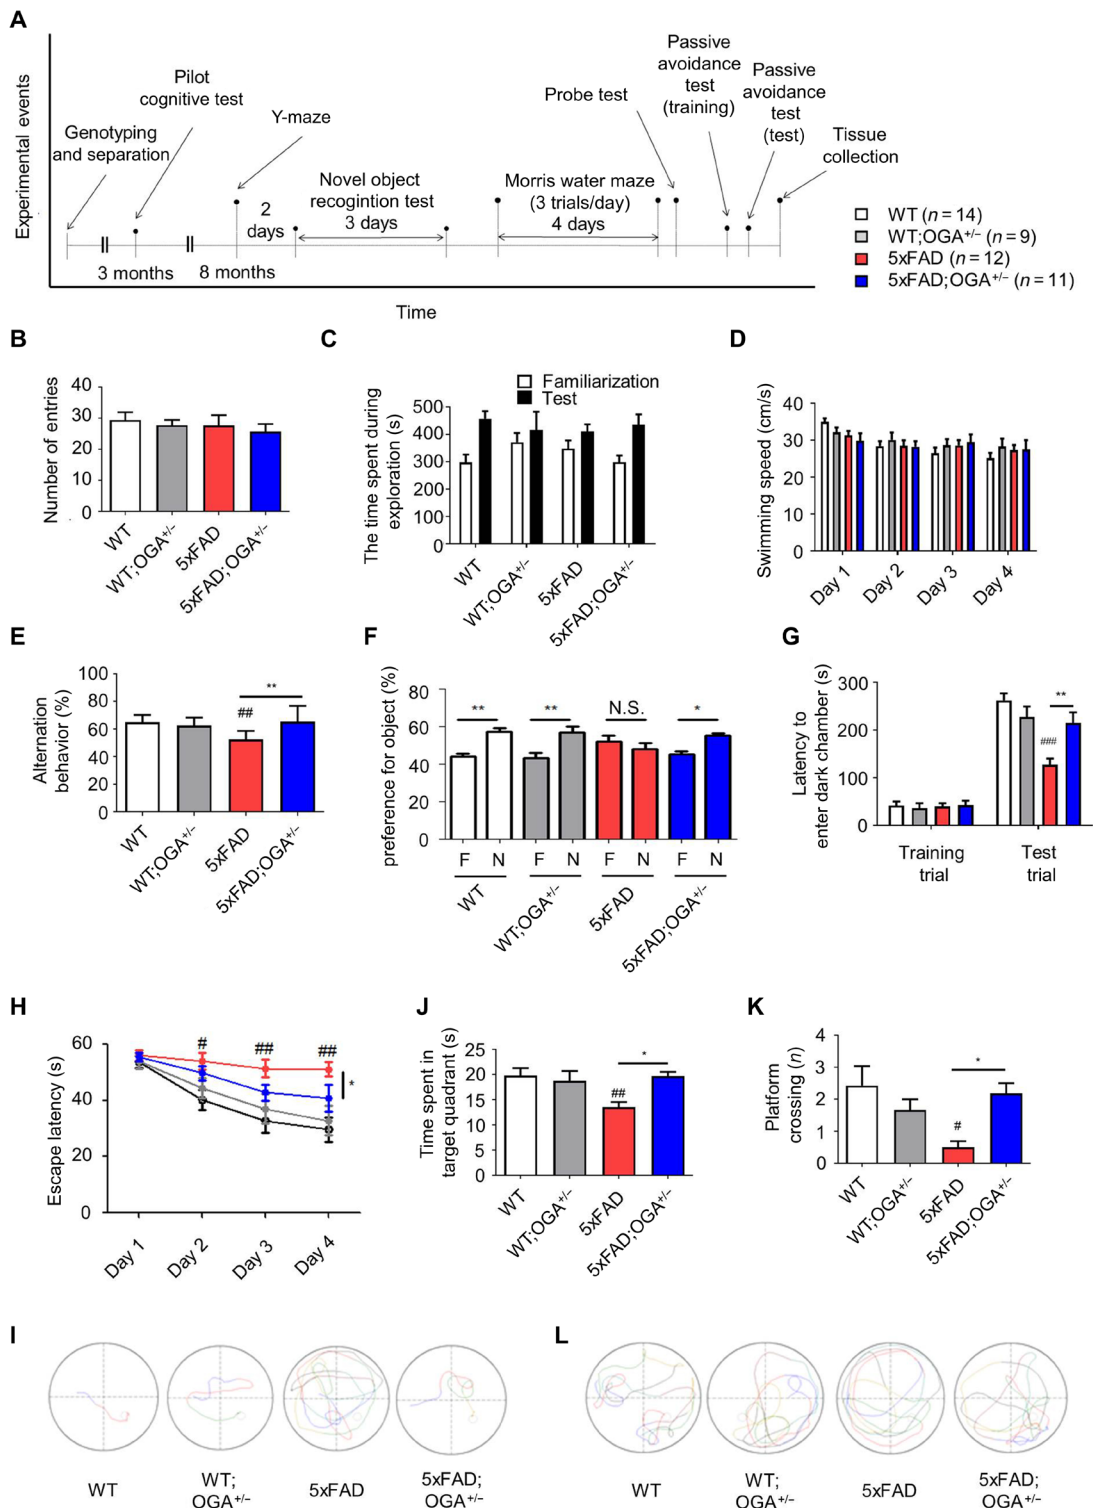 A
Experimental events
Genotyping
and separation
Pilot
cognitive test
Y-maze
2
days
Novel object
recogintion test
3 days
Morris water maze
(3 trials/day)
4 days
Probe test
Passive
avoidance
test
(training)
Passive
avoidance
test
(test)
Tissue
collection
3 months
8 months
Time
WT (n = 14)
WT;OGA+/− (n = 9)
5xFAD (n = 12)
5xFAD;OGA+/− (n = 11)
B
Number of entries
40
30
20
10
0
WT
WT;OGA+/−
5xFAD
5xFAD; OGA+/−
C
The time spent during
exploration (s)
Familiarization
Test
500
400
300
200
100
0
WT
WT;OGA+/−
5xFAD
5xFAD;OGA+/−
D
Swimming speed (cm/s)
40
30
20
10
0
Day 1
Day 2
Day 3
Day 4
E
Alternation
behavior (%)
100
80
60
40
20
0
##
**
WT
WT;OGA+/−
5xFAD
5xFAD;OGA+/−
F
preference for object (%)
80
60
40
20
0
**
**
N.S.
*
F N F N F N F N
WT
WT;OGA+/−
5xFAD
5xFAD;OGA+/−
G
Latency to
enter dark chamber (s)
300
200
100
0
###
**
Training
trial
Test
trial
H
Escape latency (s)
60
40
20
0
#
##
##
*
Day 1
Day 2
Day 3
Day 4
J
Time spent in
target quadrant (s)
25
20
15
10
5
0
##
*
WT
WT;OGA+/−
5xFAD
5xFAD;OGA+/−
K
Platform
crossing (n)
4
3
2
1
0
#
*
WT
WT;OGA+/−
5xFAD
5xFAD;OGA+/−
I
WT
WT;
OGA+/−
5xFAD
5xFAD;
OGA+/−
L
WT
WT;
OGA+/−
5xFAD
5xFAD;
OGA+/−